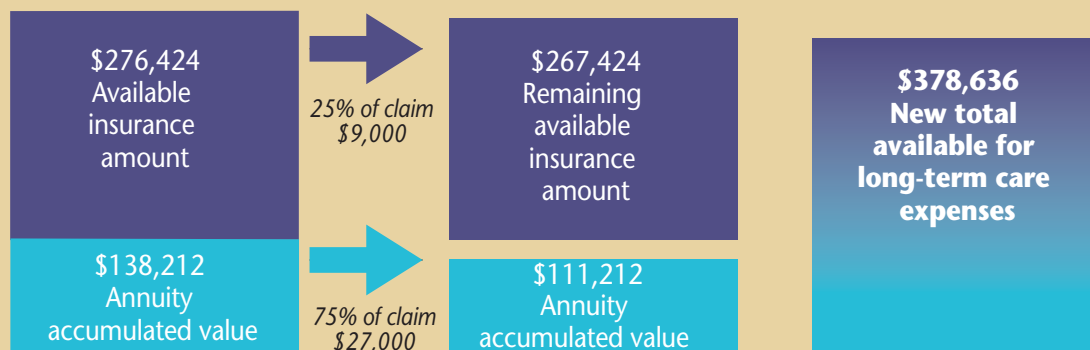 $276,424
Available
insurance
amount
25% of claim
$9,000
$267,424
Remaining
available
insurance
amount
$378,636
New total
available for
long-term care
expenses
$138,212
Annuity
accumulated value
75% of claim
$27,000
$111,212
Annuity
accumulated value